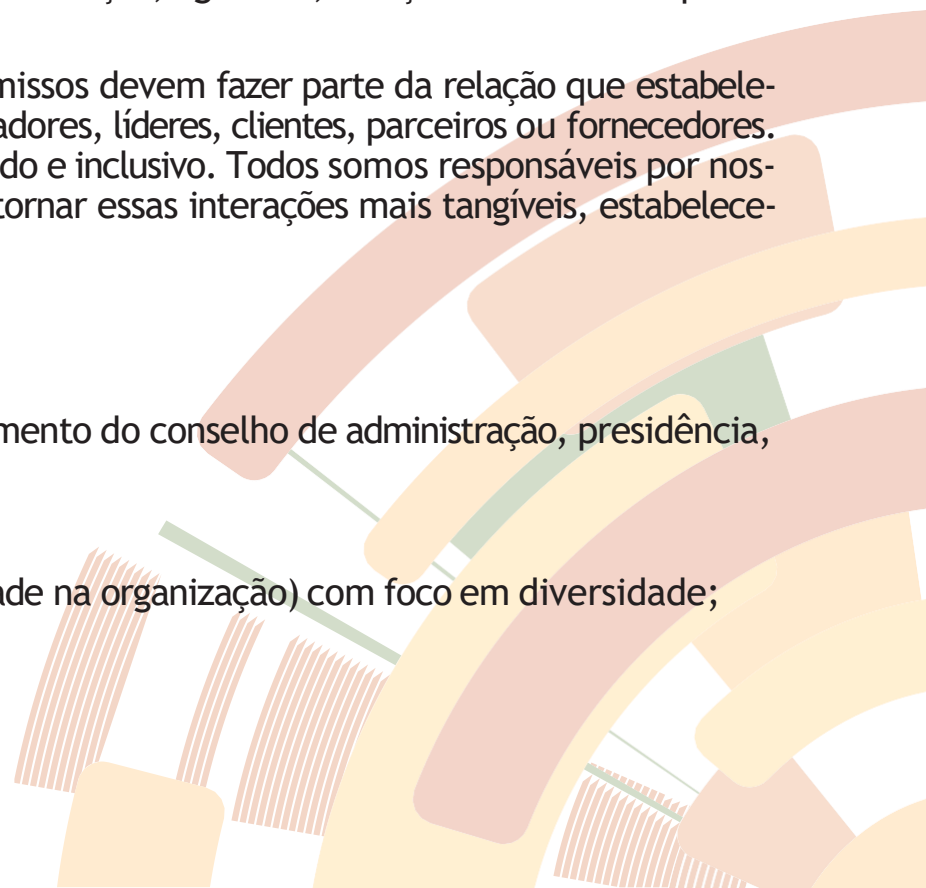 missos devem fazer parte da relação que estabele-
adores, líderes, clientes, parceiros ou fornecedores.
do e inclusivo. Todos somos responsáveis por nos-
tornar essas interações mais tangíveis, estabelece-
mento do conselho de administração, presidência,
ade na organização) com foco em diversidade;